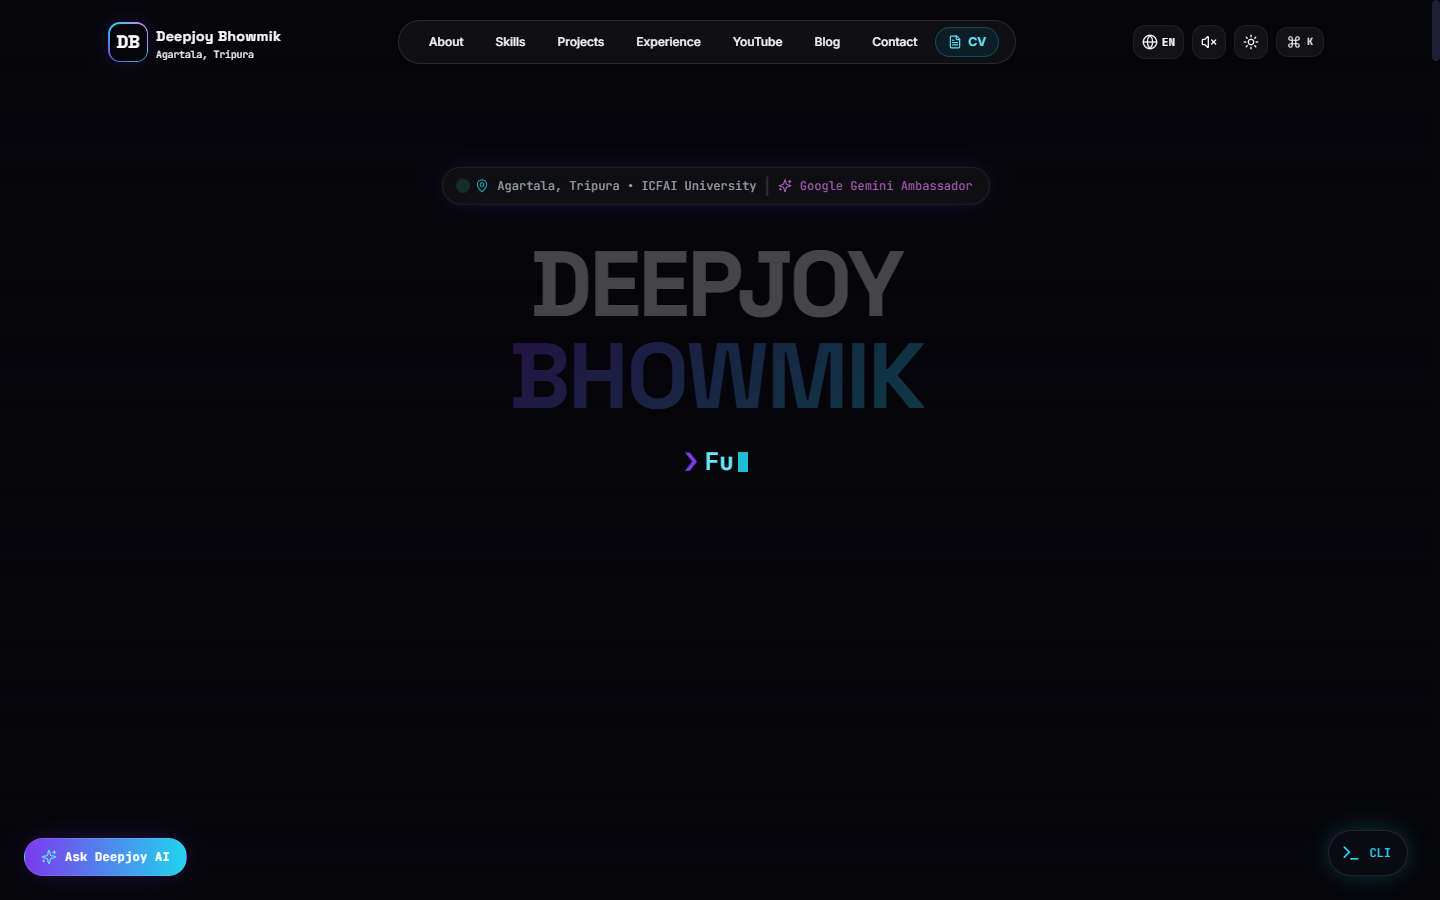 DB
Deepjoy Bhowmik
Agartala, Tripura
About
Skills
Projects
Experience
YouTube
Blog
Contact
CV
EN
⌘ K
Agartala, Tripura • ICFAI University
Google Gemini Ambassador
DEEPJOY
BHOWMIK
❯ Fu
Ask Deepjoy AI
CLI